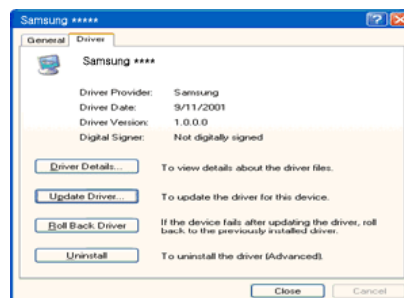 Samsung *****
General Driver
Samsung ****
Driver Provider: Samsung
Driver Date: 9/11/2001
Driver Version: 1.0.0.0
Digital Signer: Not digitally signed
Driver Details... To view details about the driver files.
Update Driver... To update the driver for this device.
Roll Back Driver If the device fails after updating the driver, roll
back to the previously installed driver.
Uninstall To uninstall the driver (Advanced).
Close Cancel